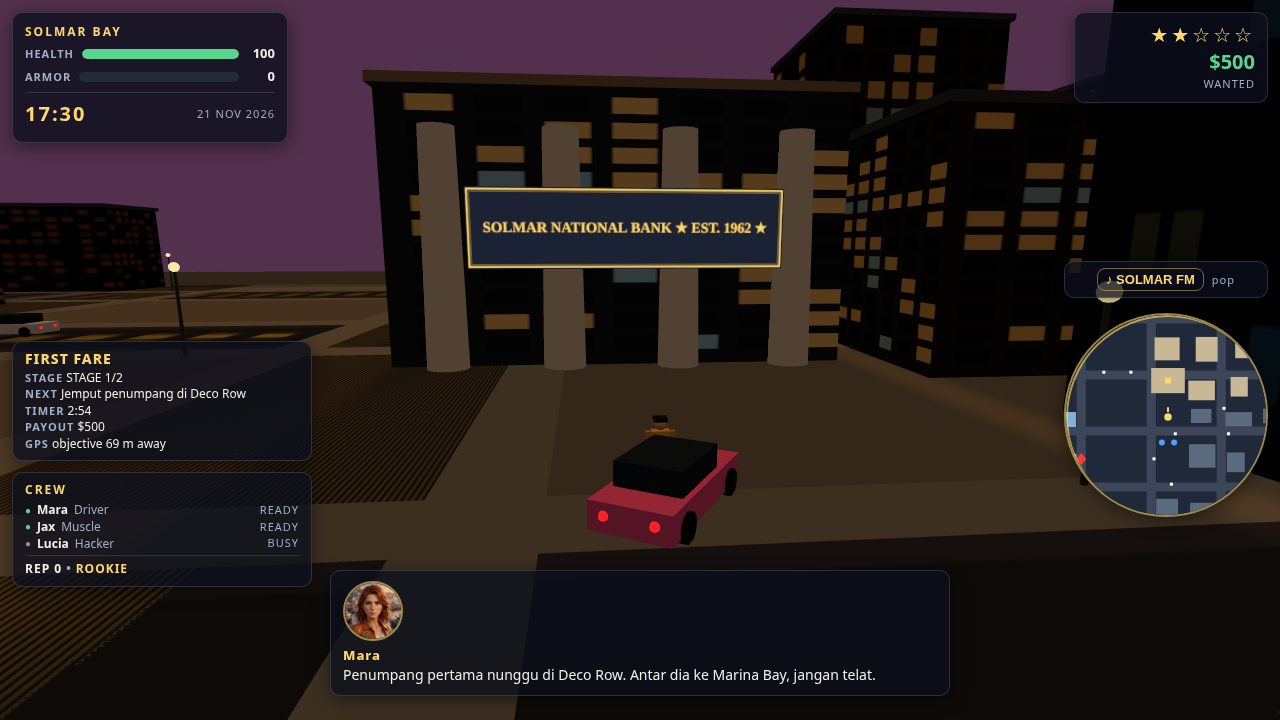 SOLMAR BAY
HEALTH 100
ARMOR 0
17:30 21 NOV 2026
★★☆☆☆
$500
WANTED
SOLMAR NATIONAL BANK ★ EST. 1962 ★
♪ SOLMAR FM pop
FIRST FARE
STAGE STAGE 1/2
NEXT Jemput penumpang di Deco Row
TIMER 2:54
PAYOUT $500
GPS objective 69 m away
CREW
• Mara Driver READY
• Jax Muscle READY
• Lucia Hacker BUSY
REP 0 • ROOKIE
Mara
Penumpang pertama nunggu di Deco Row. Antar dia ke Marina Bay, jangan telat.